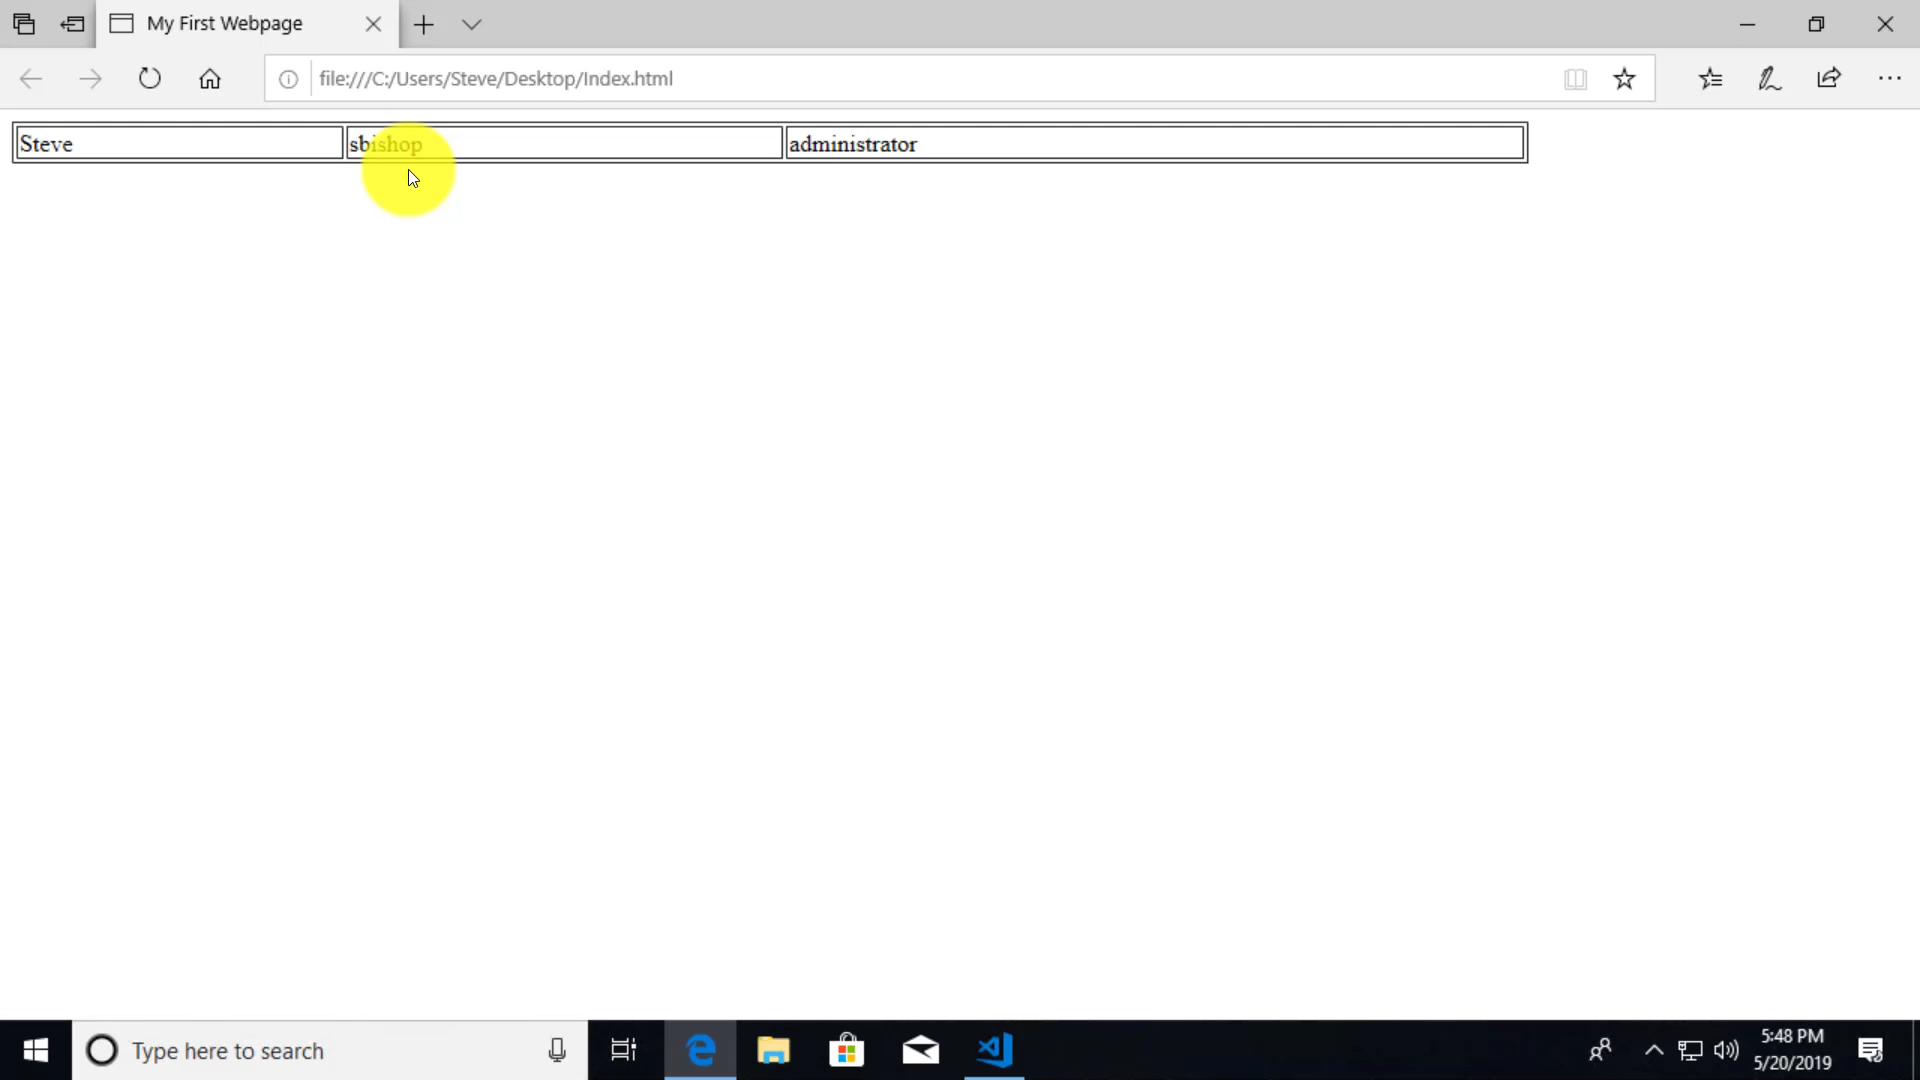 My First Webpage
file:///C:/Users/Steve/Desktop/Index.html
Steve sbishop administrator
Type here to search
5:48 PM
5/20/2019